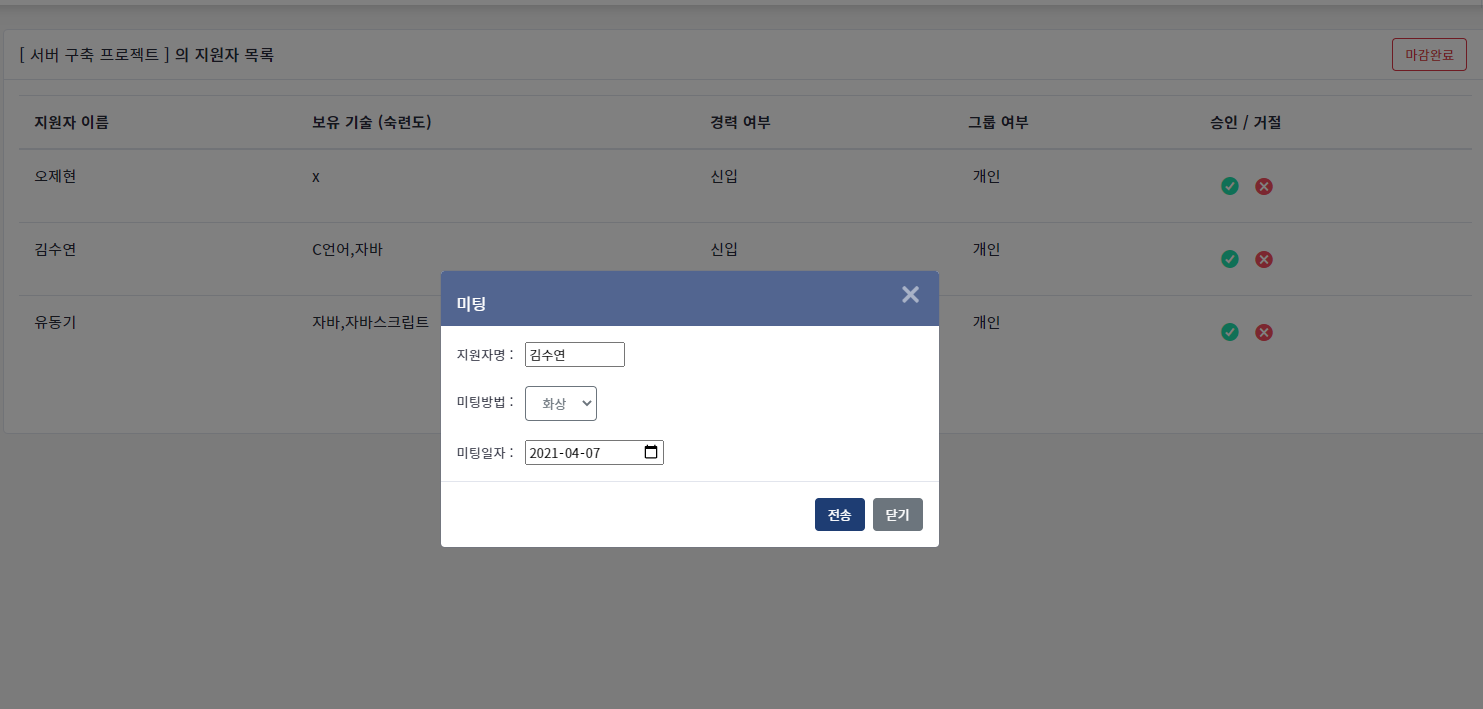 [ 서버 구축 프로젝트 ] 의 지원자 목록
마감완료
지원자 이름 보유 기술 (숙련도) 경력 여부 그룹 여부 승인 / 거절
오제현 x 신입 개인
김수연 C언어,자바 신입 개인
유동기 자바,자바스크립트 개인
미팅
지원자명 : 김수연
미팅방법 : 화상
미팅일자 : 2021-04-07
전송 닫기